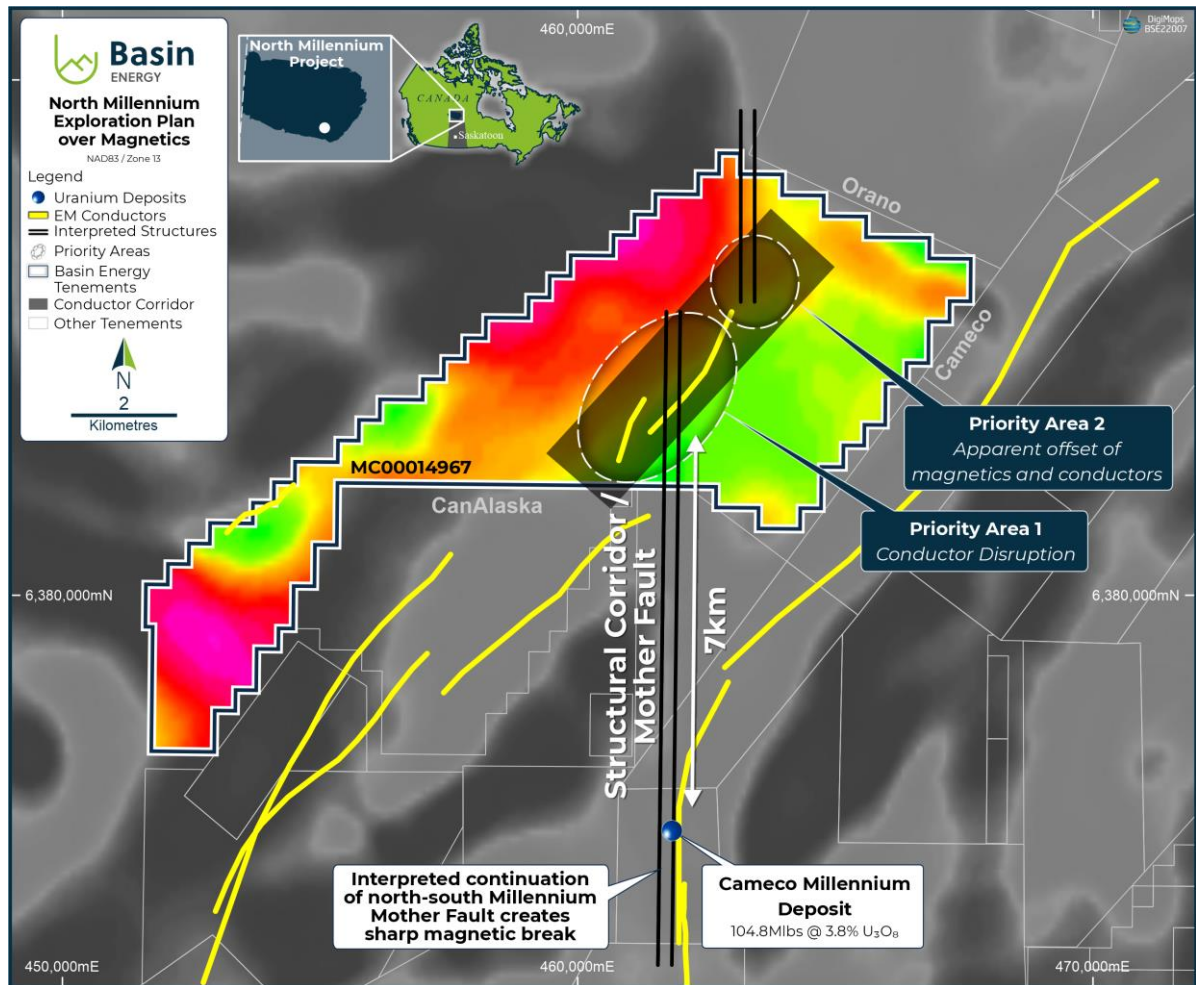 460,000mE
DigiMaps
BSE22007
Basin
ENERGY
North Millennium
Exploration Plan
over Magnetics
NAD83 / Zone 13
Legend
Uranium Deposits
EM Conductors
Interpreted Structures
Priority Areas
Basin Energy
Tenements
Conductor Corridor
Other Tenements
N
2
Kilometres
North Millennium
Project
CANADA
Saskatoon
Orano
Cameco
MC00014967
CanAlaska
Priority Area 2
Apparent offset of
magnetics and conductors
Priority Area 1
Conductor Disruption
Structural Corridor /
Mother Fault
7km
6,380,000mN
6,380,000mN
Interpreted continuation
of north-south Millennium
Mother Fault creates
sharp magnetic break
Cameco Millennium
Deposit
104.8Mlbs @ 3.8% U₃O₈
450,000mE
460,000mE
470,000mE